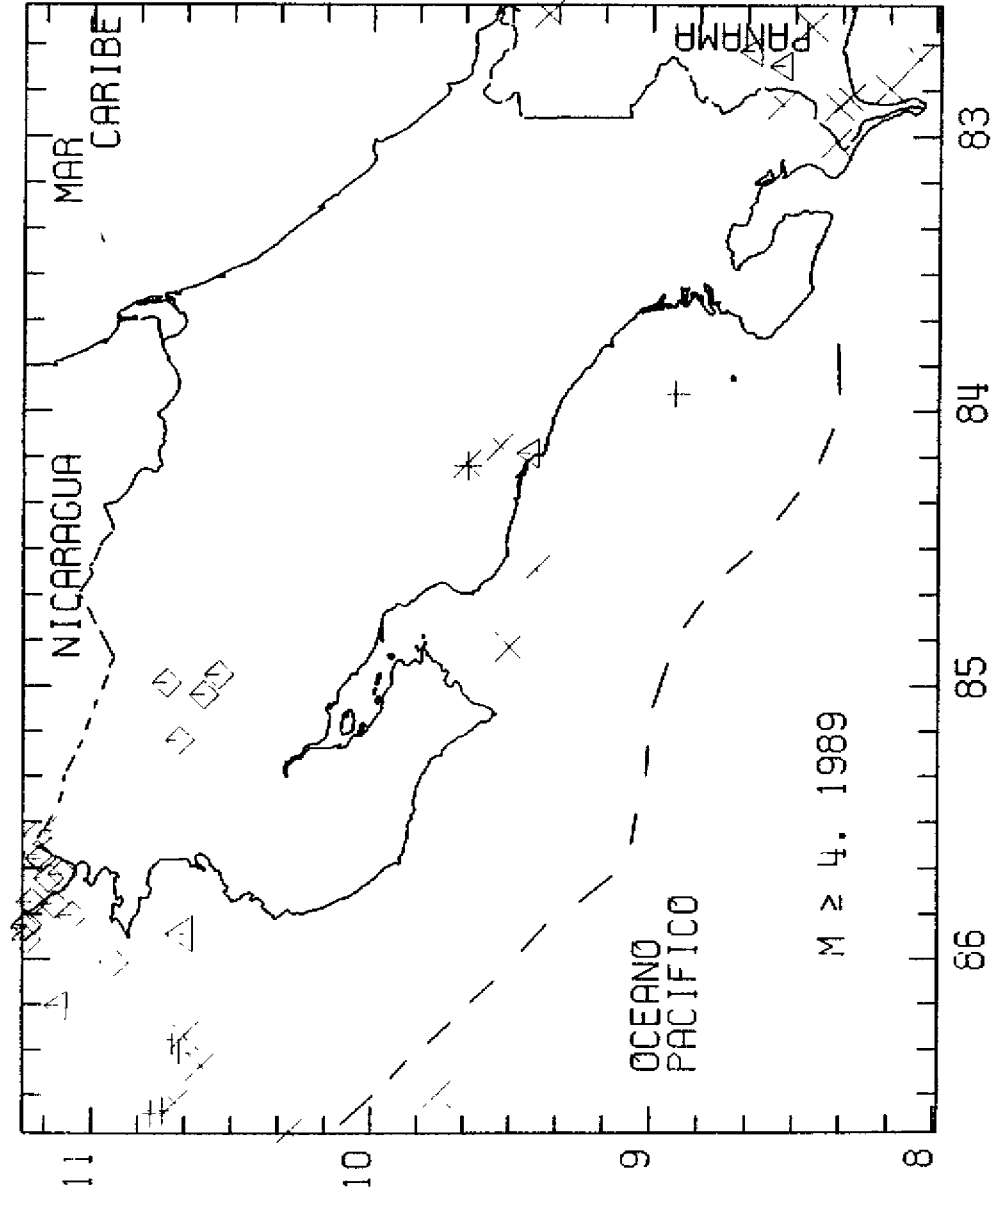 MAR
CARIBE
NICARAGUA
PANAMA
OCEANO
PACIFICO
M ≥ 4. 1989
11
10
9
8
86
85
84
83